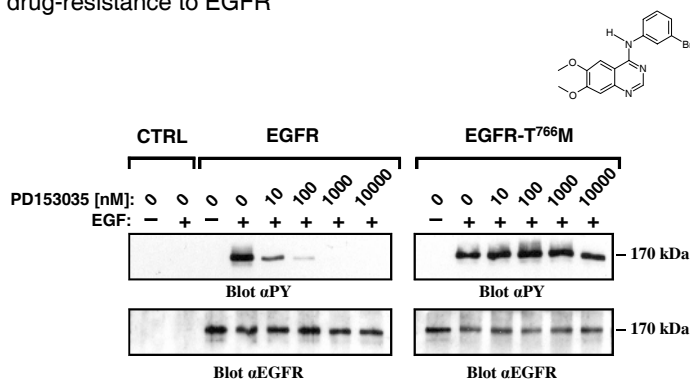 drug-resistance to EGFR
H
N
Br
O
N
O
N
CTRL EGFR EGFR-T766M
PD153035 [nM]: 0 0 0 0 10 100 1000 10000 0 0 10 100 1000 10000
EGF: – + – + + + + + – + + + + +
– 170 kDa
Blot αPY Blot αPY
– 170 kDa
Blot αEGFR Blot αEGFR